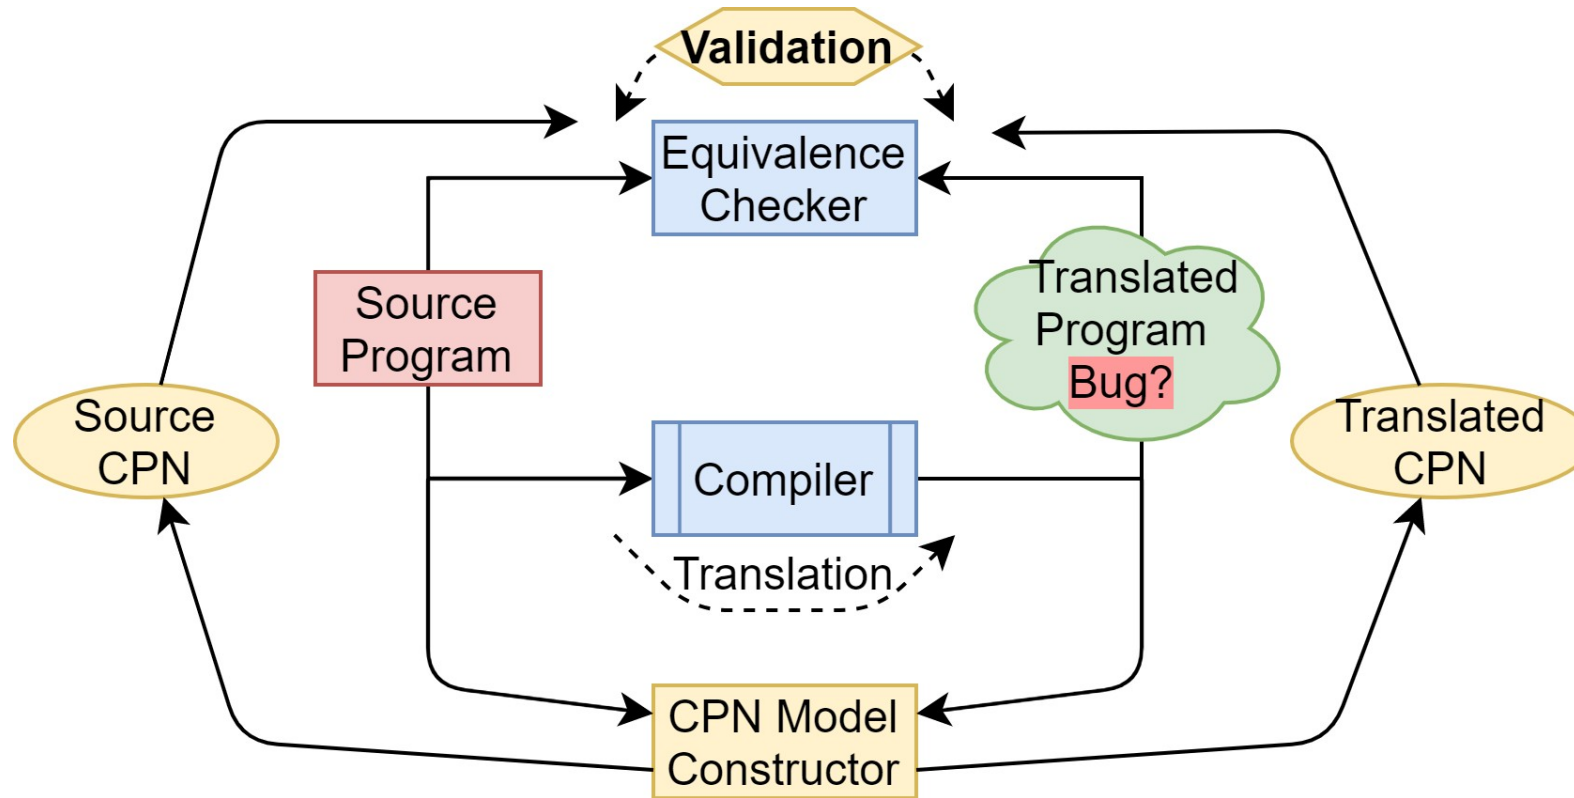 Validation
Equivalence
Checker
Source
Program
Translated
Program
Bug?
Source
CPN
Translated
CPN
Compiler
Translation
CPN Model
Constructor